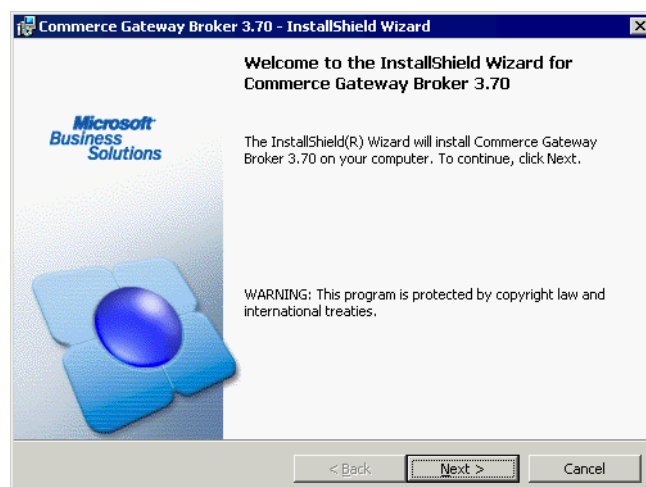 Commerce Gateway Broker 3.70 - InstallShield Wizard
Welcome to the InstallShield Wizard for
Commerce Gateway Broker 3.70
Microsoft
Business
Solutions
The InstallShield(R) Wizard will install Commerce Gateway
Broker 3.70 on your computer. To continue, click Next.
WARNING: This program is protected by copyright law and
international treaties.
< Back
Next >
Cancel